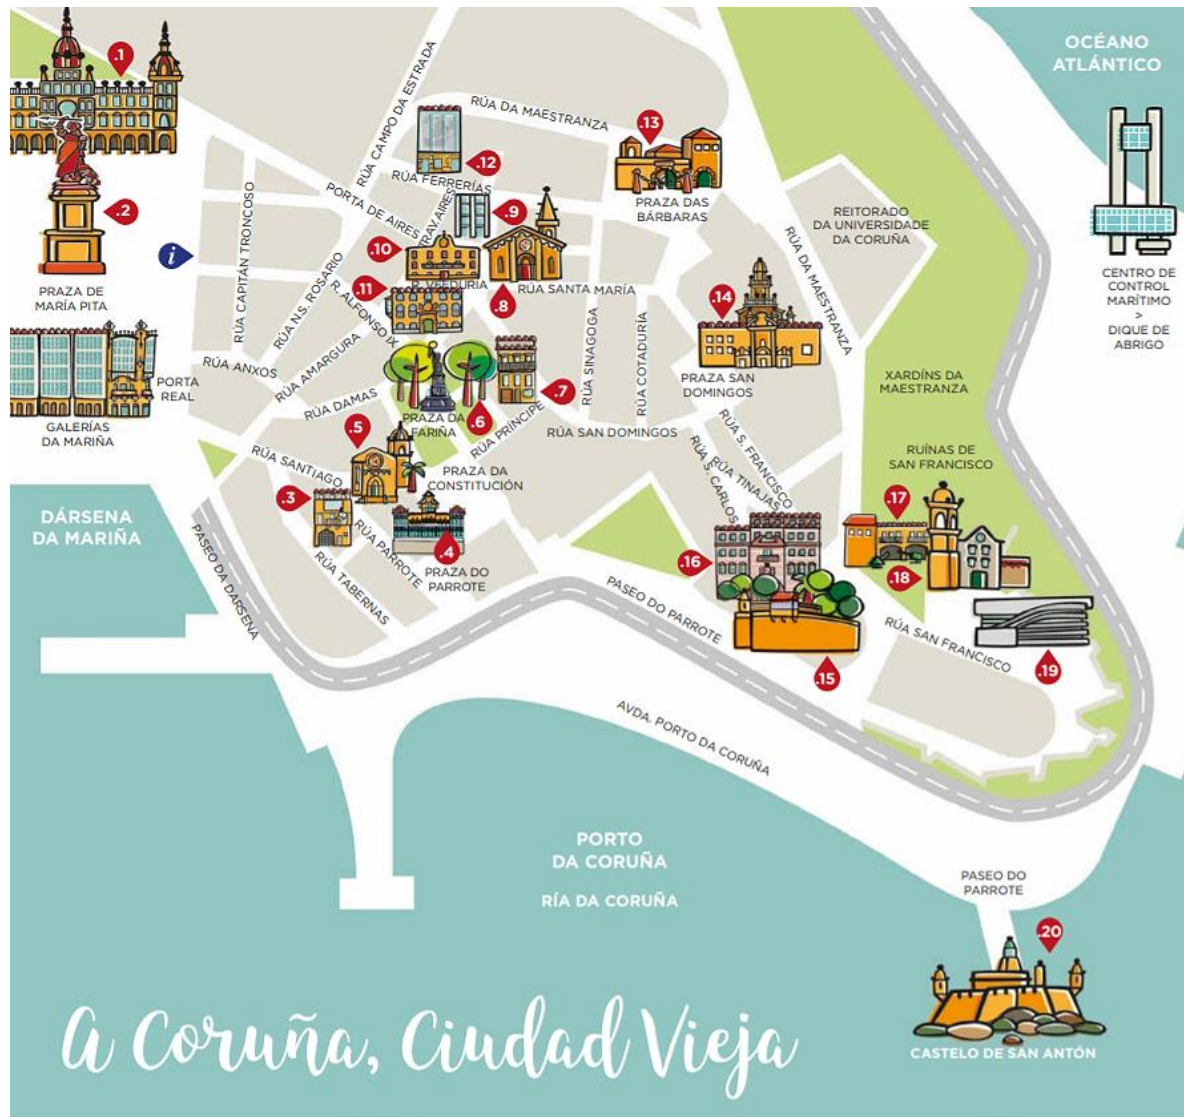 OCÉANO
ATLÁNTICO
.1
RÚA CAMPO DA ESTRADA
RÚA DA MAESTRANZA
.13
.12
RÚA FERRERÍAS
PORTA DE AIRES
TRAV. AIRES
.2
.9
PRAZA DAS
BÁRBARAS
REITORADO
DA UNIVERSIDADE
DA CORUÑA
RÚA CAPITÁN TRONCOSO
i
.10
RÚA DA MAESTRANZA
PRAZA DE
MARÍA PITA
RÚA N.S. ROSARIO
R. ALFONSO IX
.11
R. VEEDURÍA
.8
RÚA SANTA MARÍA
.14
CENTRO DE
CONTROL
MARÍTIMO
>
DIQUE DE
ABRIGO
RÚA SINAGOGA
RÚA COTADURÍA
RÚA ANXOS
RÚA AMARGURA
PORTA
REAL
PRAZA SAN
DOMINGOS
XARDÍNS DA
MAESTRANZA
.7
RÚA DAMAS
PRAZA DA
FARIÑA
.6
RÚA PRÍNCIPE
GALERÍAS
DA MARIÑA
.5
RÚA SAN DOMINGOS
RÚA S. FRANCISCO
RÚA TINAJAS
RÚA S. CARLOS
RÚA SANTIAGO
PRAZA DA
CONSTITUCIÓN
RUÍNAS DE
SAN FRANCISCO
.3
.17
DÁRSENA
DA MARIÑA
PASEO DA DÁRSENA
RÚA TABERNAS
RÚA PARROTE
.4
PRAZA DO
PARROTE
.16
.18
PASEO DO PARROTE
RÚA SAN FRANCISCO
.15
.19
AVDA. PORTO DA CORUÑA
PORTO
DA CORUÑA
RÍA DA CORUÑA
PASEO DO
PARROTE
.20
A Coruña, Ciudad Vieja
CASTELO DE SAN ANTÓN